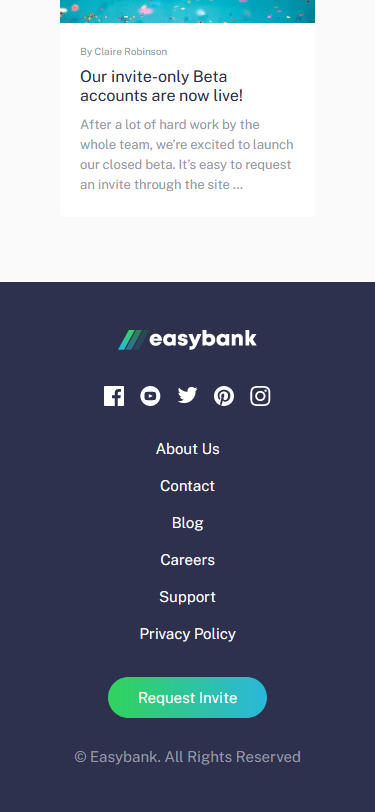 By Claire Robinson
Our invite-only Beta
accounts are now live!
After a lot of hard work by the
whole team, we’re excited to launch
our closed beta. It’s easy to request
an invite through the site ...
easybank
About Us
Contact
Blog
Careers
Support
Privacy Policy
Request Invite
© Easybank. All Rights Reserved